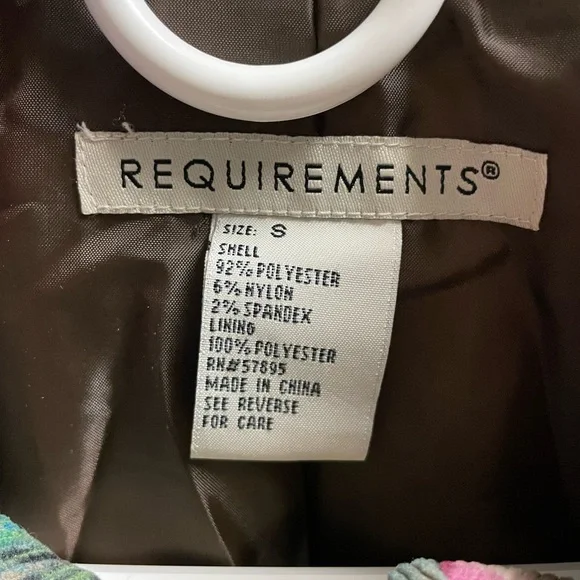 REQUIREMENTS®
SIZE: S
SHELL
92% POLYESTER
6% NYLON
2% SPANDEX
LINING
100% POLYESTER
RN#57895
MADE IN CHINA
SEE REVERSE
FOR CARE